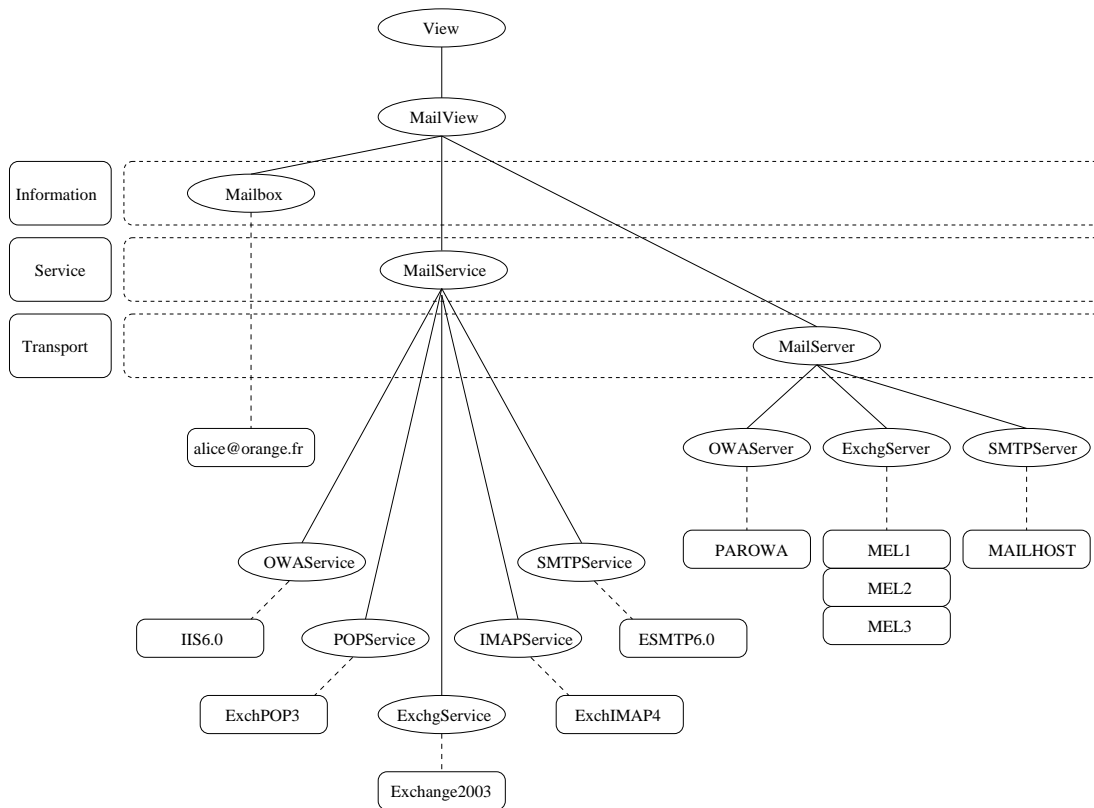 View
MailView
Information
Mailbox
Service
MailService
Transport
MailServer
alice@orange.fr
OWAServer
ExchgServer
SMTPServer
PAROWA
MEL1
MAILHOST
OWAService
SMTPService
MEL2
MEL3
IIS6.0
POPService
IMAPService
ESMTP6.0
ExchPOP3
ExchgService
ExchIMAP4
Exchange2003